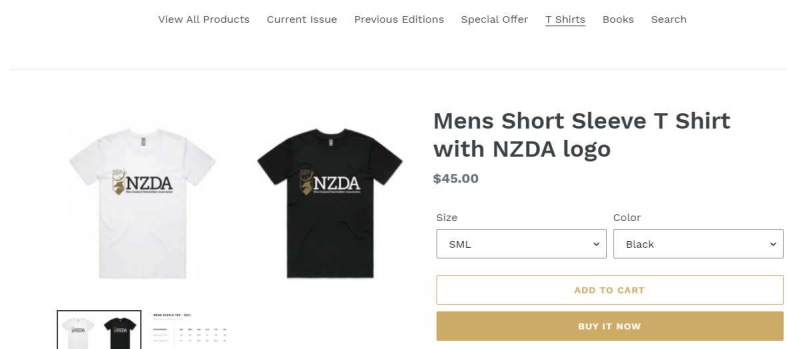 View All Products Current Issue Previous Editions Special Offer T Shirts Books Search
NZDA
NZDA
Mens Short Sleeve T Shirt
with NZDA logo
$45.00
Size Color
SML Black
ADD TO CART
BUY IT NOW